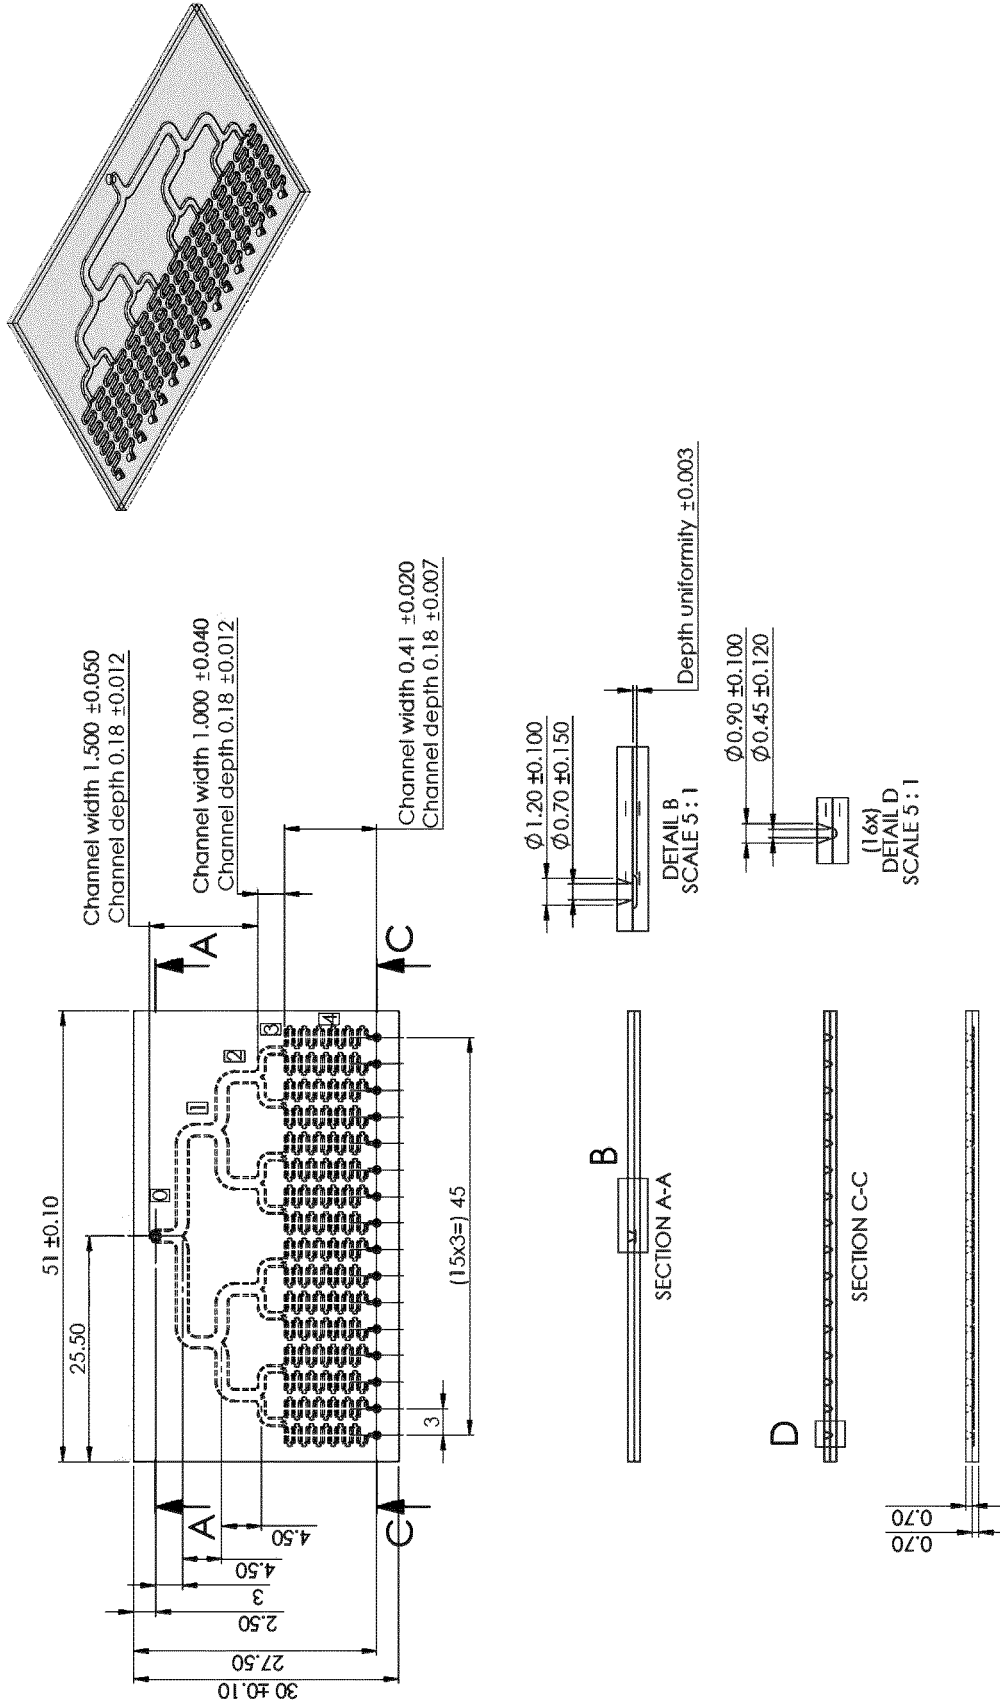 Channel width 1.500 ±0.050
Channel depth 0.18 ±0.012
Channel width 1.000 ±0.040
Channel depth 0.18 ±0.012
Channel width 0.41 ±0.020
Channel depth 0.18 ±0.007
51 ±0.10
25.50
A
A
C
C
0
1
2
3
4
(15x3=) 45
3
4.50
4.50
3
2.50
27.50
30 ±0.10
B
SECTION A-A
Ø1.20 ±0.100
Ø0.70 ±0.150
Depth uniformity ±0.003
DETAIL B
SCALE 5 : 1
D
SECTION C-C
Ø0.90 ±0.100
Ø0.45 ±0.120
(16x)
DETAIL D
SCALE 5 : 1
0.70
0.70